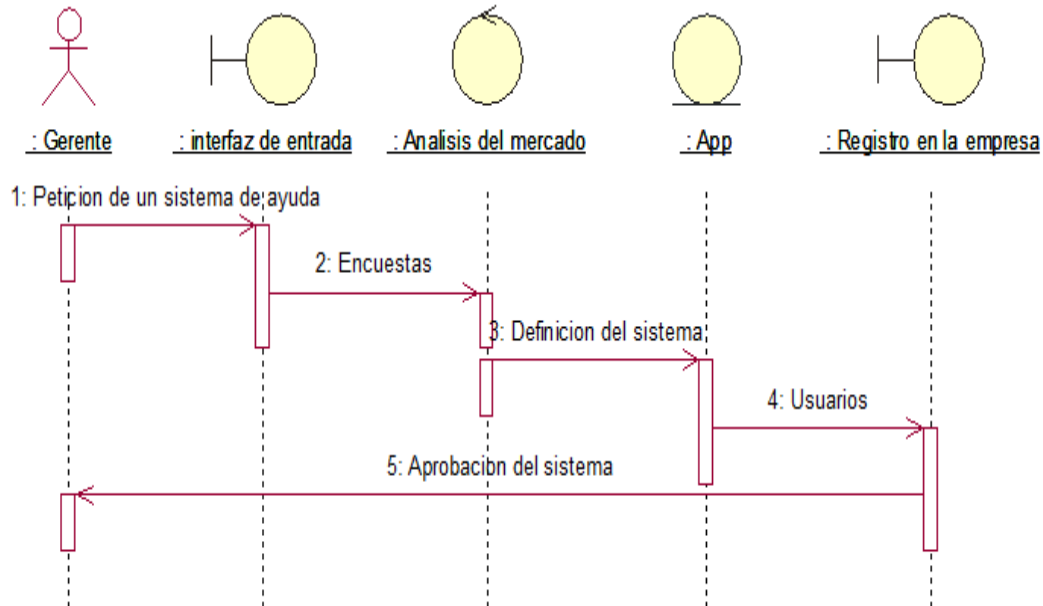 : Gerente
: interfaz de entrada
: Analisis del mercado
: App
: Registro en la empresa
1: Peticion de un sistema de ayuda
2: Encuestas
3: Definicion del sistema
4: Usuarios
5: Aprobacion del sistema